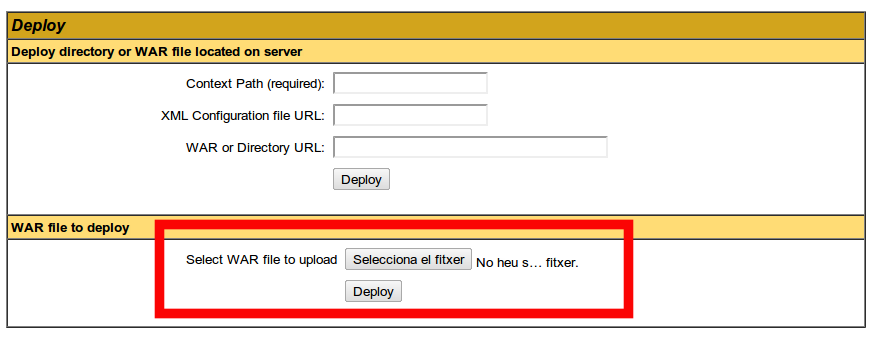 Deploy
Deploy directory or WAR file located on server
Context Path (required):
XML Configuration file URL:
WAR or Directory URL:
Deploy
WAR file to deploy
Select WAR file to upload Selecciona el fitxer No heu s… fitxer.
Deploy